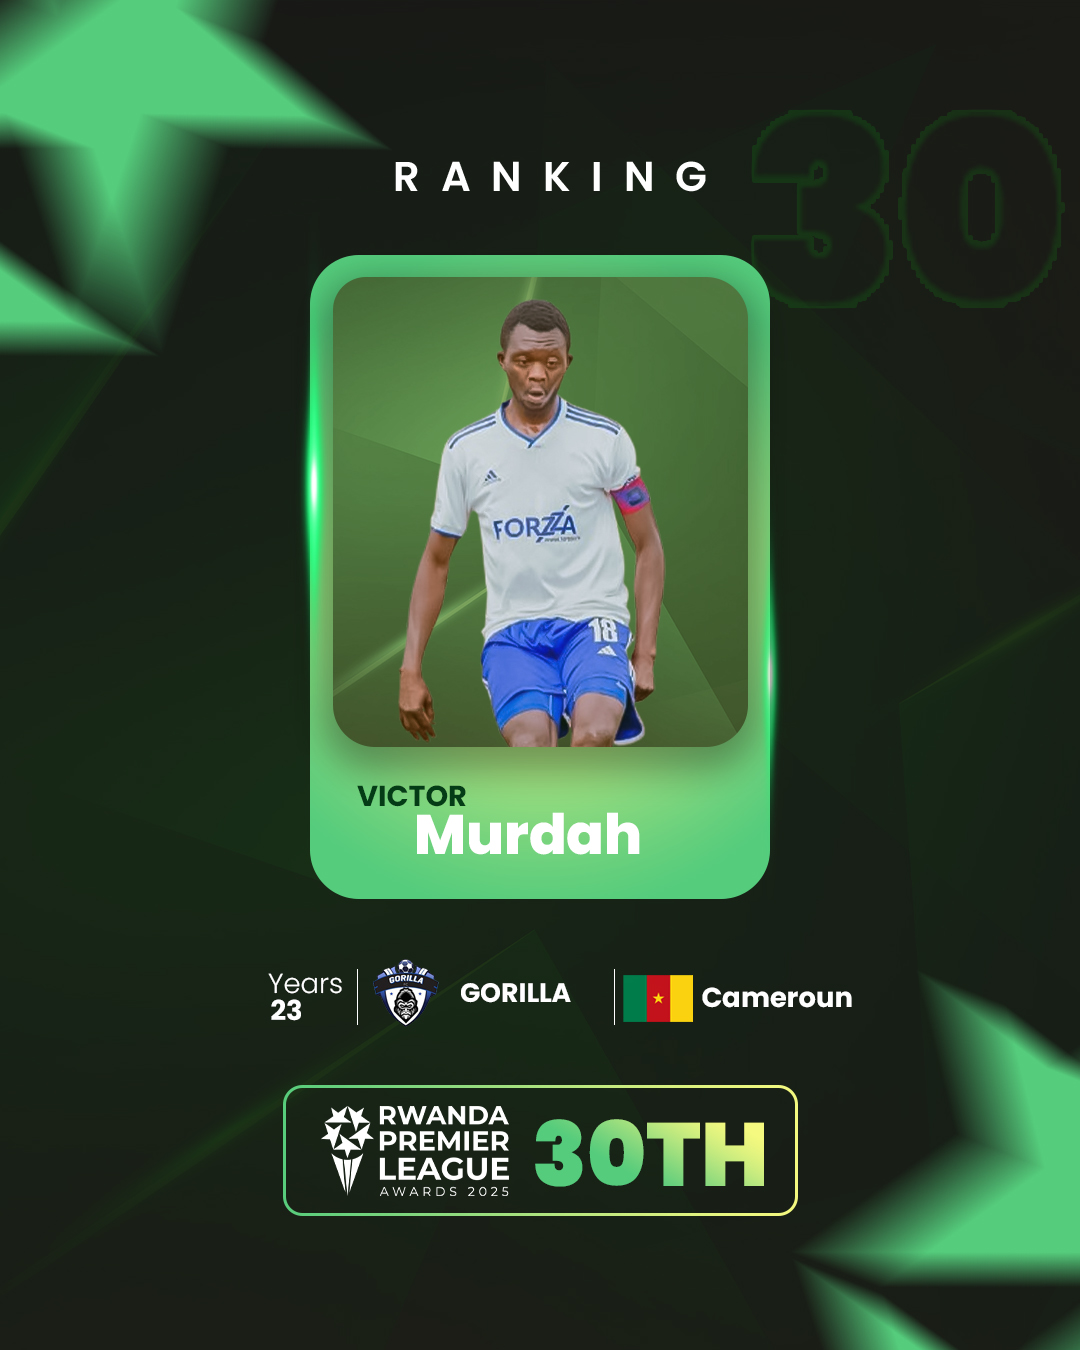 RANKING
30
FORZZA
18
VICTOR
Murdah
Years
23
GORILLA
GORILLA
Cameroun
RWANDA
PREMIER
LEAGUE
AWARDS 2025
30TH